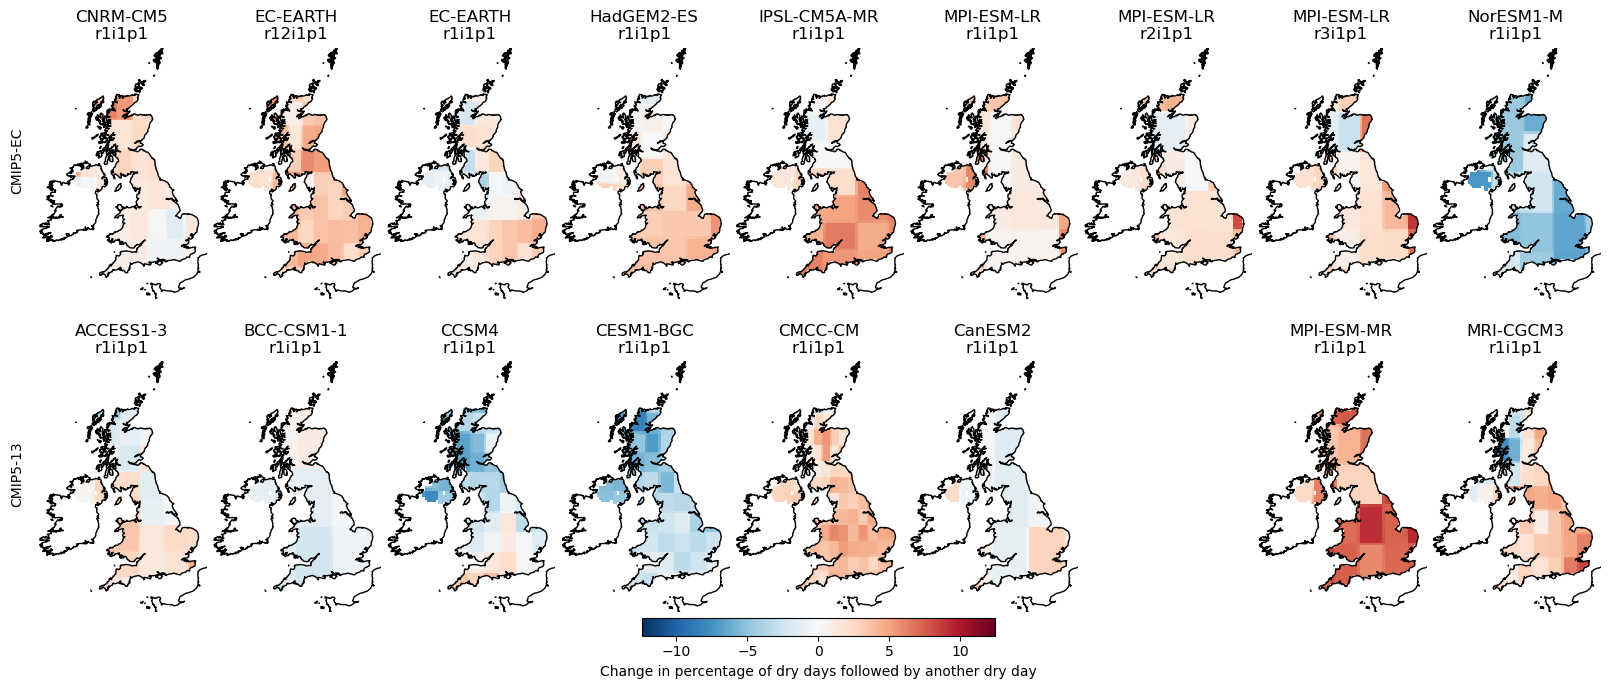 CNRM-CM5
r1i1p1
EC-EARTH
r12i1p1
EC-EARTH
r1i1p1
HadGEM2-ES
r1i1p1
IPSL-CM5A-MR
r1i1p1
MPI-ESM-LR
r1i1p1
MPI-ESM-LR
r2i1p1
MPI-ESM-LR
r3i1p1
NorESM1-M
r1i1p1
CMIP5-EC
ACCESS1-3
r1i1p1
BCC-CSM1-1
r1i1p1
CCSM4
r1i1p1
CESM1-BGC
r1i1p1
CMCC-CM
r1i1p1
CanESM2
r1i1p1
MPI-ESM-MR
r1i1p1
MRI-CGCM3
r1i1p1
CMIP5-13
−10 −5 0 5 10
Change in percentage of dry days followed by another dry day